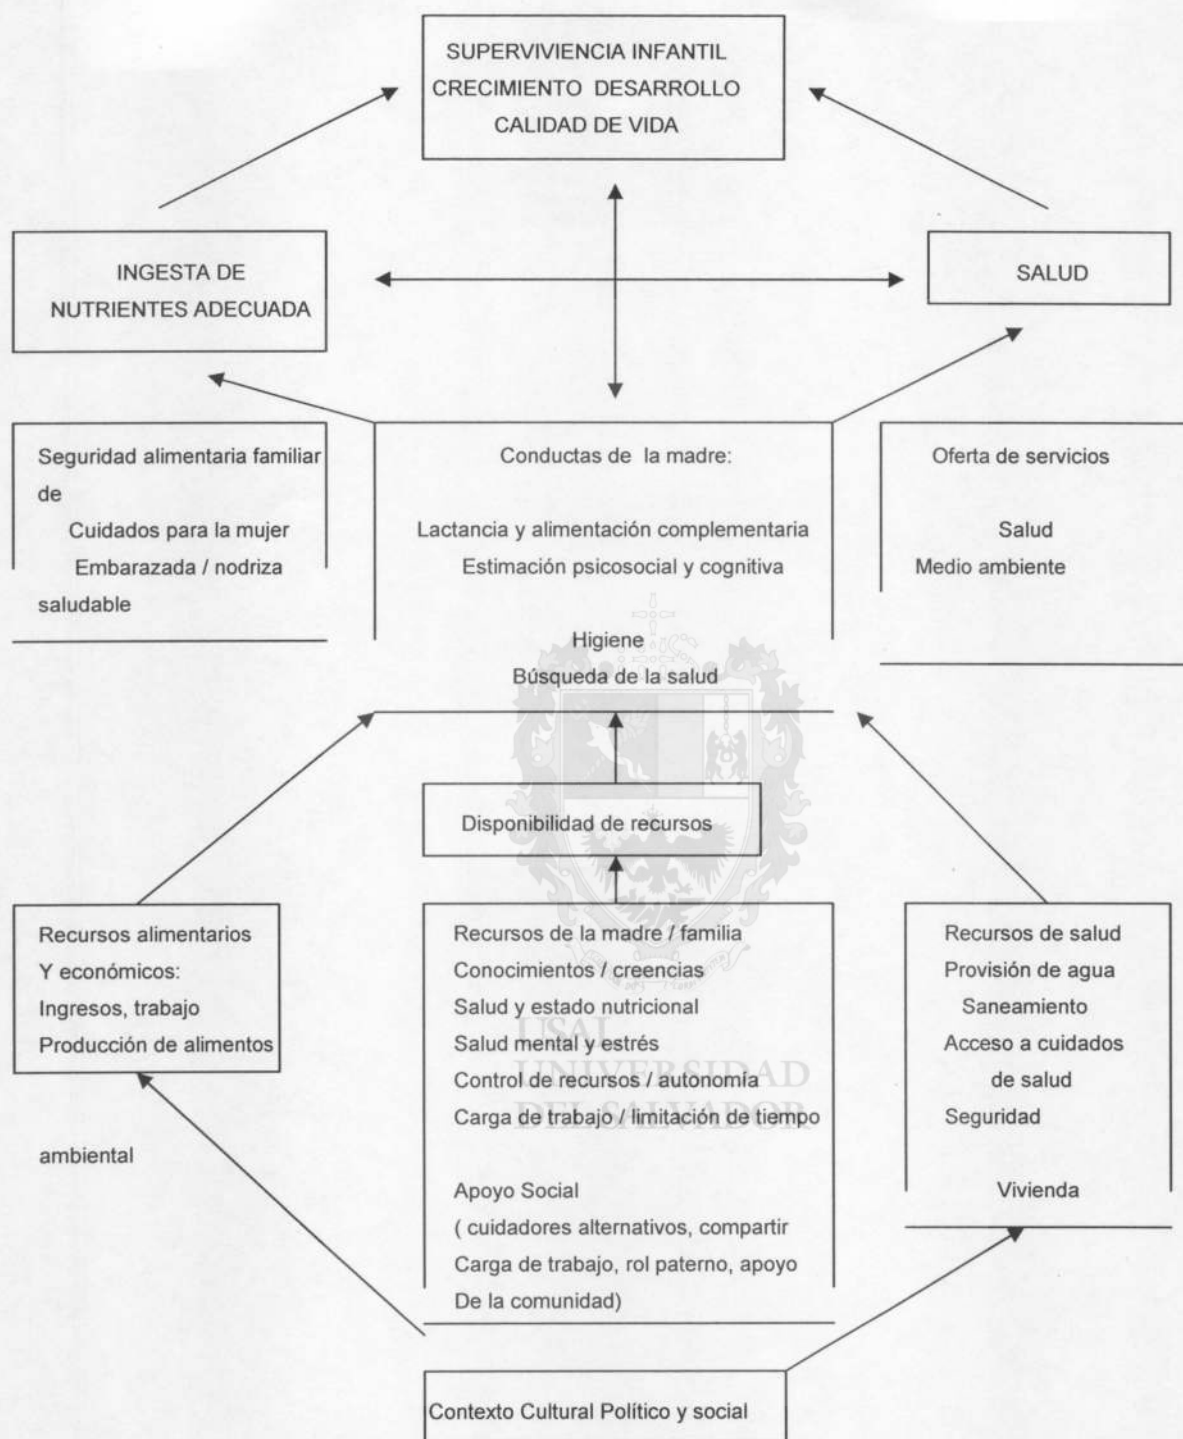 SUPERVIVIENCIA INFANTIL
CRECIMIENTO DESARROLLO
CALIDAD DE VIDA
INGESTA DE
NUTRIENTES ADECUADA
SALUD
Seguridad alimentaria familiar
de
Cuidados para la mujer
Embarazada / nodriza
saludable
Conductas de la madre:
Lactancia y alimentación complementaria
Estimación psicosocial y cognitiva
Higiene
Búsqueda de la salud
Oferta de servicios
Salud
Medio ambiente
Disponibilidad de recursos
Recursos alimentarios
Y económicos:
Ingresos, trabajo
Producción de alimentos
ambiental
Recursos de la madre / familia
Conocimientos / creencias
Salud y estado nutricional
Salud mental y estrés
Control de recursos / autonomía
Carga de trabajo / limitación de tiempo
Apoyo Social
( cuidadores alternativos, compartir
Carga de trabajo, rol paterno, apoyo
De la comunidad)
Recursos de salud
Provisión de agua
Saneamiento
Acceso a cuidados
de salud
Seguridad
Vivienda
Contexto Cultural Político y social
USAL
UNIVERSIDAD
DEL SALVADOR